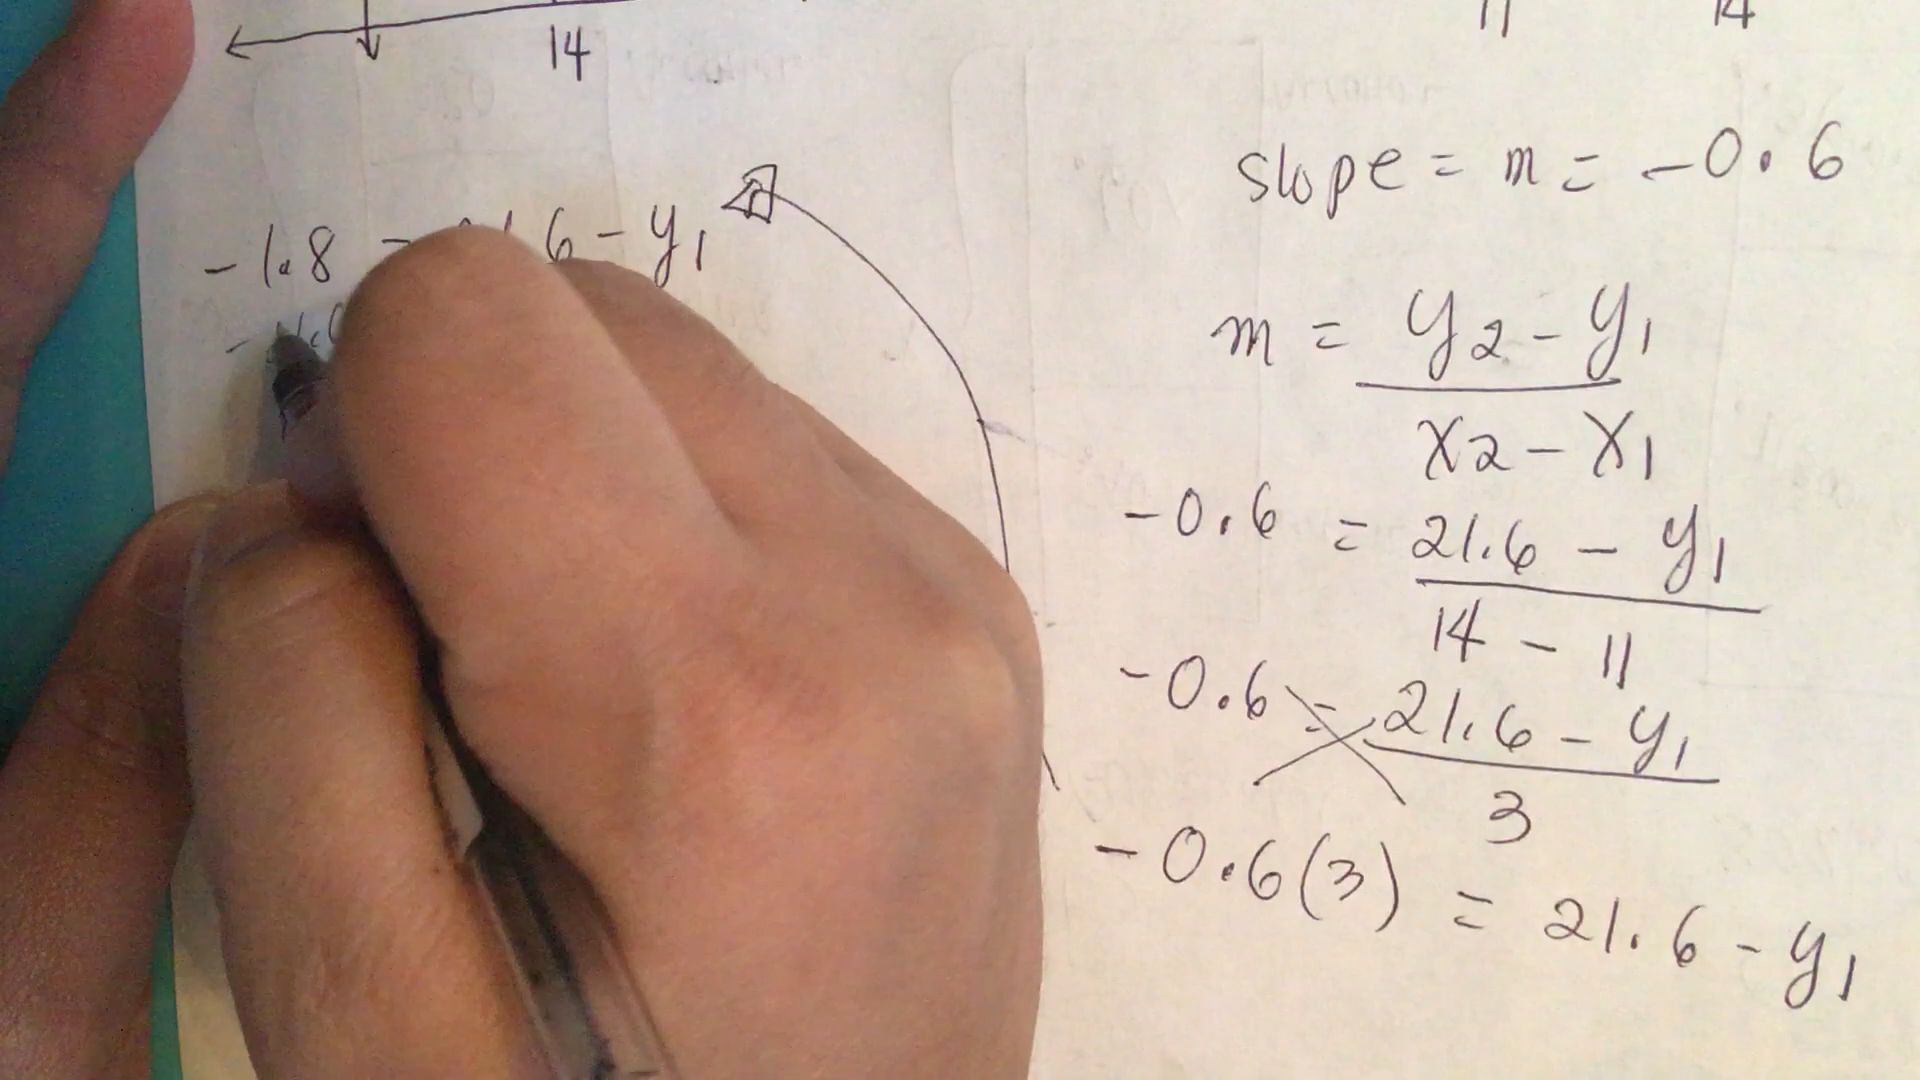 14
11 14
-1.8 - 6 - y1
slope = m = -0.6
m = y2 - y1
x2 - x1
-0.6 = 21.6 - y1
14 - 11
-0.6 = 21.6 - y1
3
-0.6(3) = 21.6 - y1